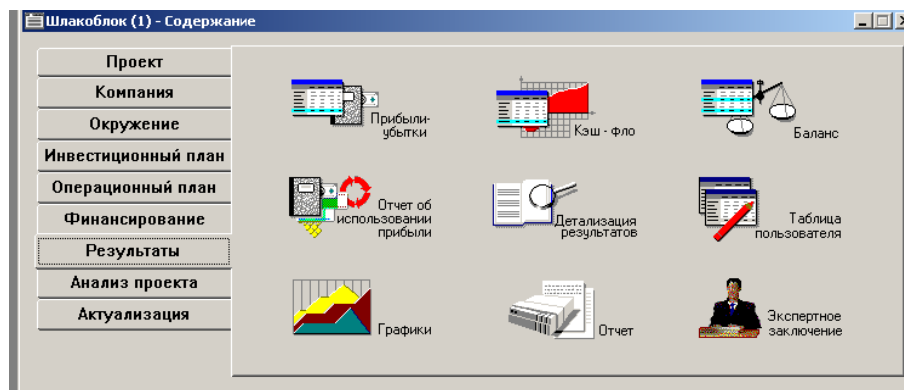 Шлакоблок (1) - Содержание
Проект
Компания
Окружение
Инвестиционный план
Операционный план
Финансирование
Результаты
Анализ проекта
Актуализация
Прибыли-
убытки
Кэш - фло
Баланс
Отчет об
использовании
прибыли
Детализация
результатов
Таблица
пользователя
Графики
Отчет
Экспертное
заключение